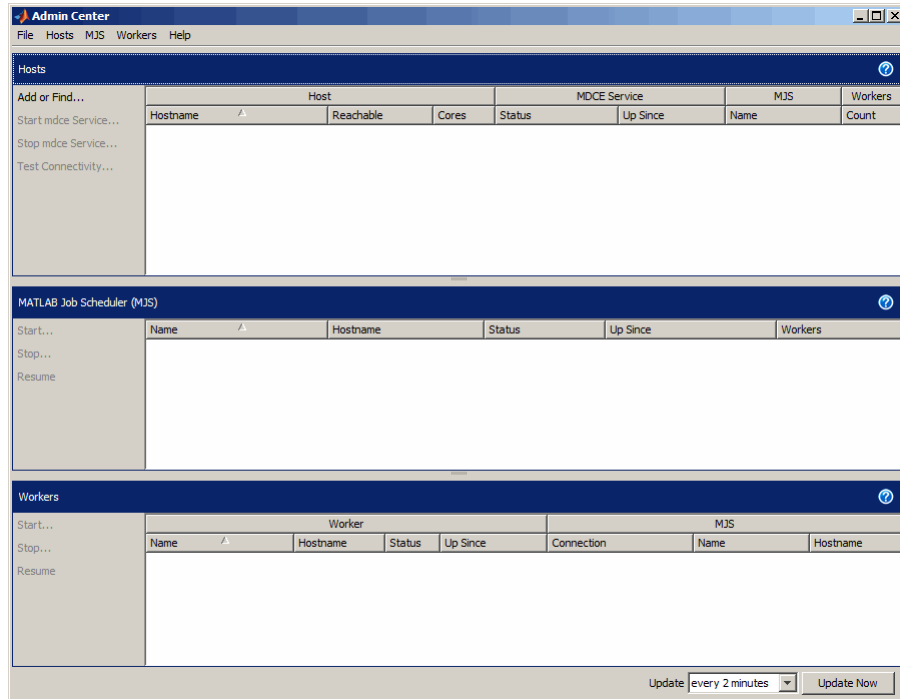 Admin Center
File Hosts MJS Workers Help
Hosts
Add or Find...
Start mdce Service...
Stop mdce Service...
Test Connectivity...
Host MDCE Service MJS Workers
Hostname Reachable Cores Status Up Since Name Count
MATLAB Job Scheduler (MJS)
Start...
Stop...
Resume
Name Hostname Status Up Since Workers
Workers
Start...
Stop...
Resume
Worker MJS
Name Hostname Status Up Since Connection Name Hostname
Update every 2 minutes Update Now